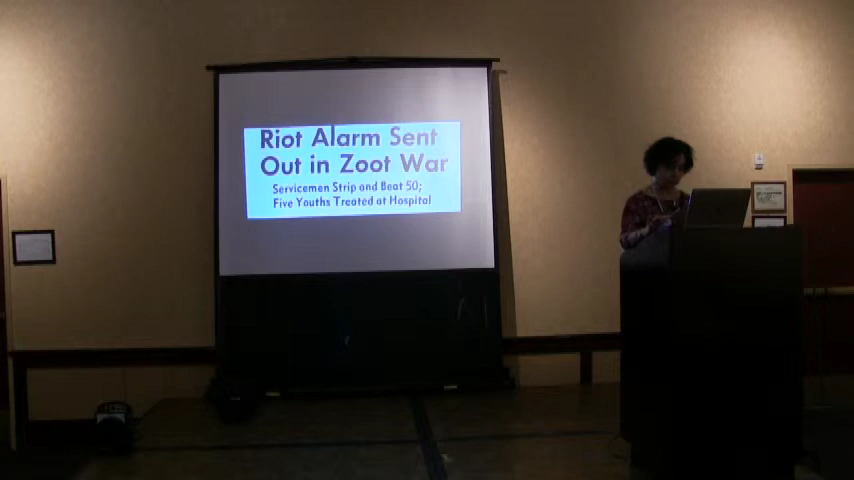 Riot Alarm Sent
Out in Zoot War
Servicemen Strip and Beat 50;
Five Youths Treated at Hospital